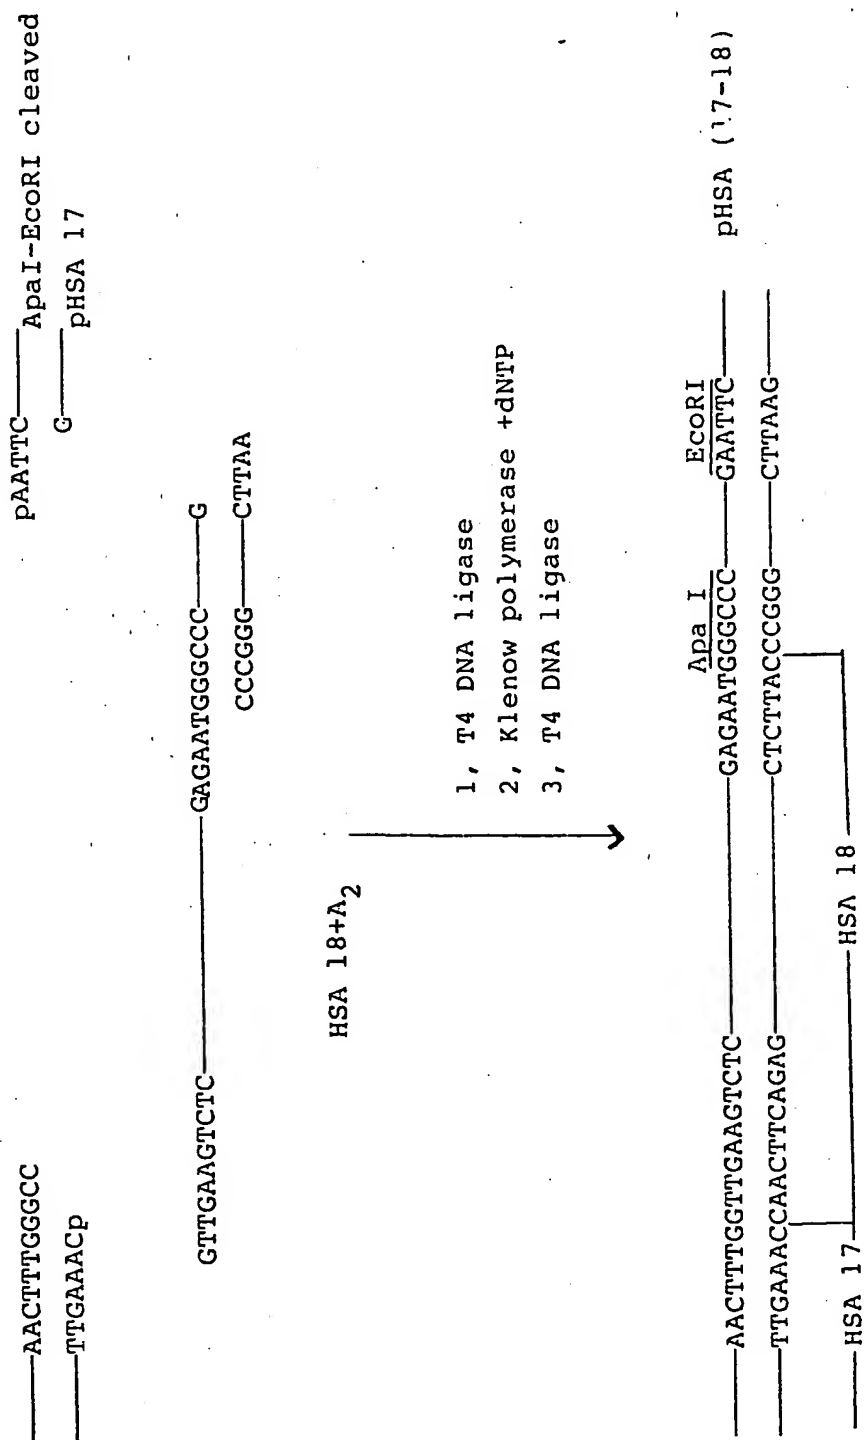 AACTTTGGGCC pAATTC
ApaI-EcoRI cleaved
TTGAAACp G
pHSA 17
GTTGAAGTCTC GAGAATGGGCCC G
CCCGGG CTTAA
HSA 18+A2
1, T4 DNA ligase
2, Klenow polymerase +dNTP
3, T4 DNA ligase
Apa I EcoRI
AACTTTGGTTGAAGTCTC GAGAATGGGCCC GAATTC
pHSA (17-18)
TTGAAACCAACTTCAGAG CTCTTACCCGGG CTTAAG
HSA 17 HSA 18